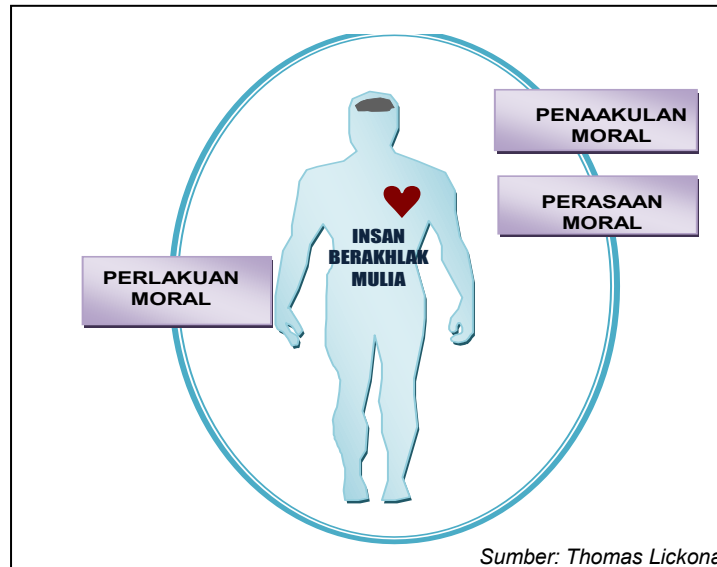 PENAAKULAN
MORAL
PERASAAN
MORAL
INSAN
BERAKHLAK
MULIA
PERLAKUAN
MORAL
Sumber: Thomas Lickona